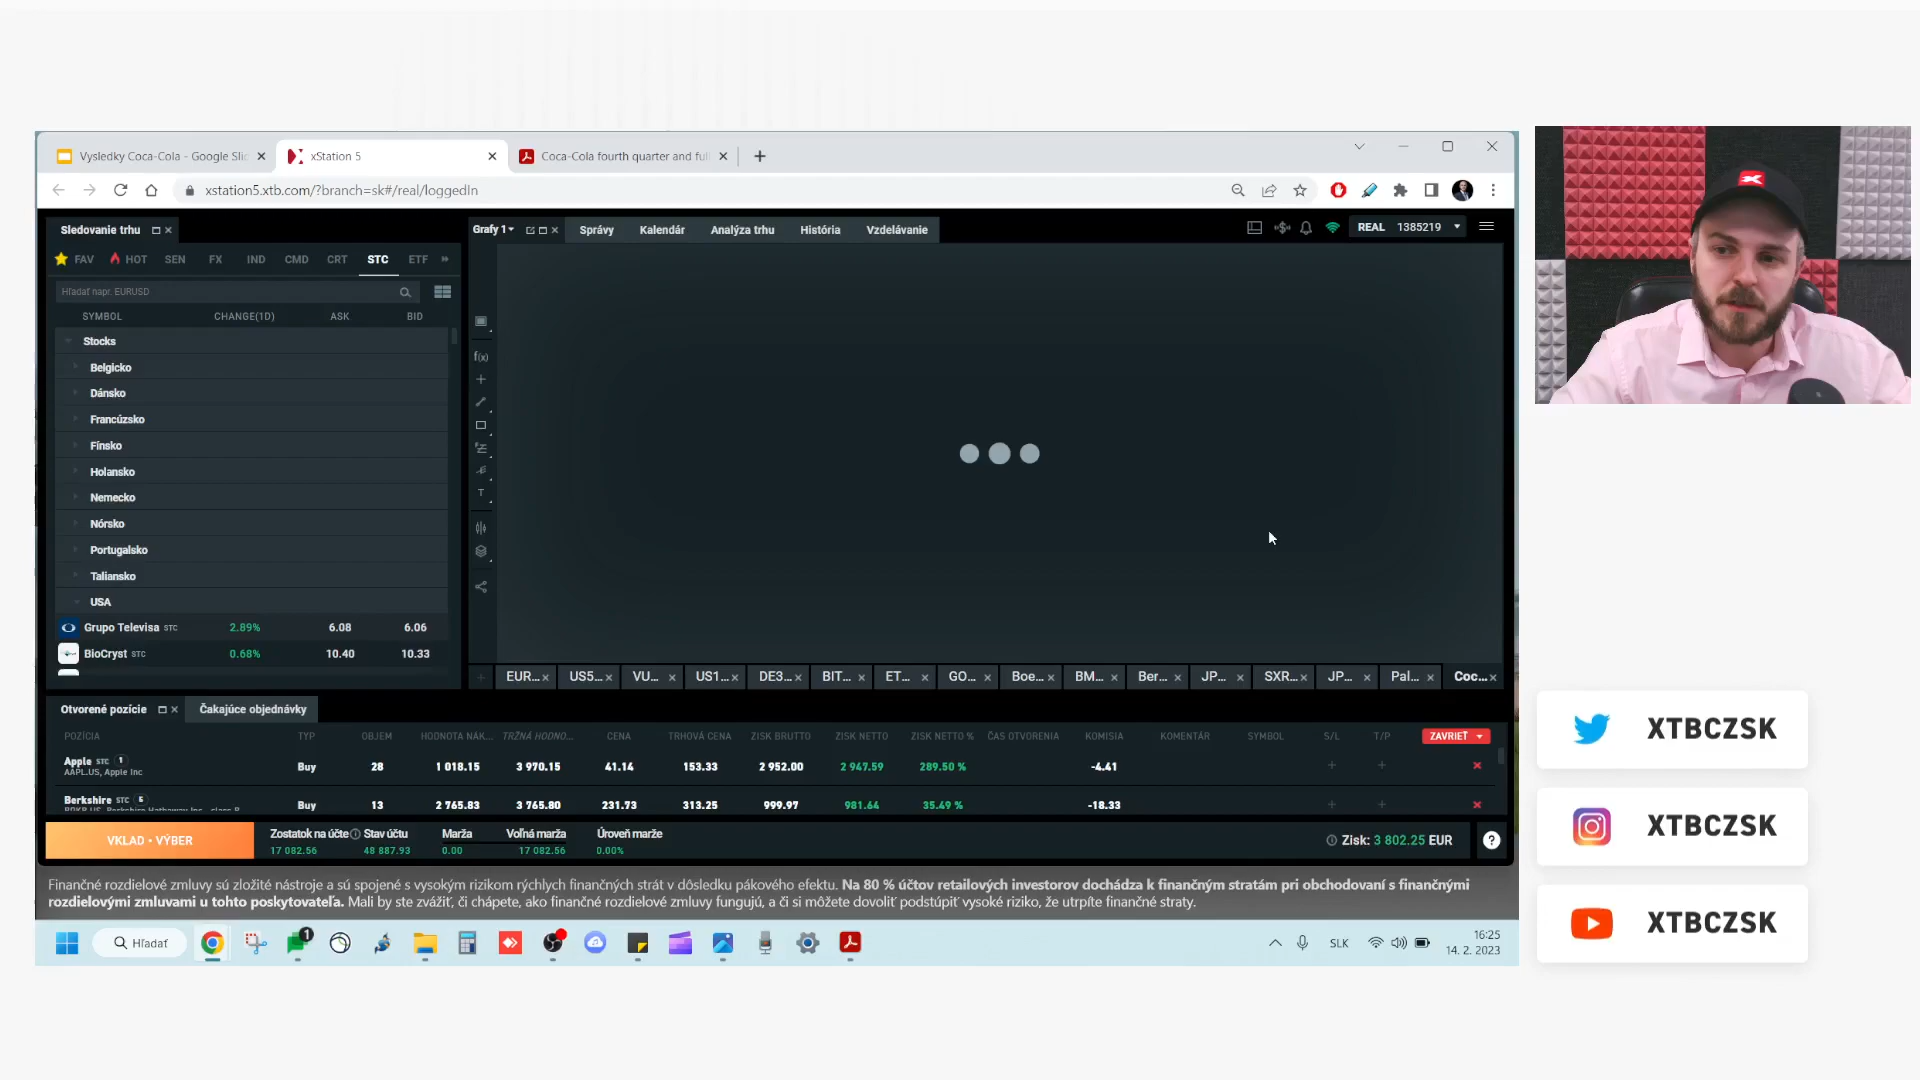 Vysledky Coca-Cola - Google Slic
xStation 5
Coca-Cola fourth quarter and full
xstation5.xtb.com/?branch=sk#/real/loggedIn
Sledovanie trhu
Grafy 1
Správy
Kalendár
Analýza trhu
História
Vzdelávanie
REAL 1385219
FAV HOT SEN FX IND CMD CRT STC ETF
Hľadať napr. EURUSD
SYMBOL CHANGE(1D) ASK BID
Stocks
Belgicko
Dánsko
Francúzsko
Fínsko
Holansko
Nemecko
Nórsko
Portugalsko
Taliansko
USA
Grupo Televisa STC 2.89% 6.08 6.06
BioCryst STC 0.68% 10.40 10.33
f(x)
T
EUR... US5... VU... US1... DE3... BIT... ET... GO... Boe... BM... Ber... JP... SXR... JP... Pal... Coc...
Otvorené pozície
Čakajúce objednávky
POZÍCIA TYP OBJEM HODNOTA NÁK... TRŽNÁ HODNO... CENA TRHOVÁ CENA ZISK BRUTTO ZISK NETTO ZISK NETTO % ČAS OTVORENIA KOMISIA KOMENTÁR SYMBOL S/L T/P ZAVRIEŤ
Apple STC 1 Buy 28 1 018.15 3 970.15 41.14 153.33 2 952.00 2 947.59 289.50 % -4.41
AAPL.US, Apple Inc
Berkshire STC 5 Buy 13 2 765.83 3 765.80 231.73 313.25 999.97 981.64 35.49 % -18.33
VKLAD • VÝBER
Zostatok na účte Stav účtu Marža Voľná marža Úroveň marže
17 082.56 48 887.93 0.00 17 082.56 0.00%
Zisk: 3 802.25 EUR
?
Finančné rozdielové zmluvy sú zložité nástroje a sú spojené s vysokým rizikom rýchlych finančných strát v dôsledku pákového efektu. Na 80 % účtov retailových investorov dochádza k finančným stratám pri obchodovaní s finančnými
rozdielovými zmluvami u tohto poskytovateľa. Mali by ste zvážiť, či chápete, ako finančné rozdielové zmluvy fungujú, a či si môžete dovoliť podstúpiť vysoké riziko, že utrpíte finančné straty.
Hľadať
1
SLK
16:25
14. 2. 2023
XTBCZSK
XTBCZSK
XTBCZSK